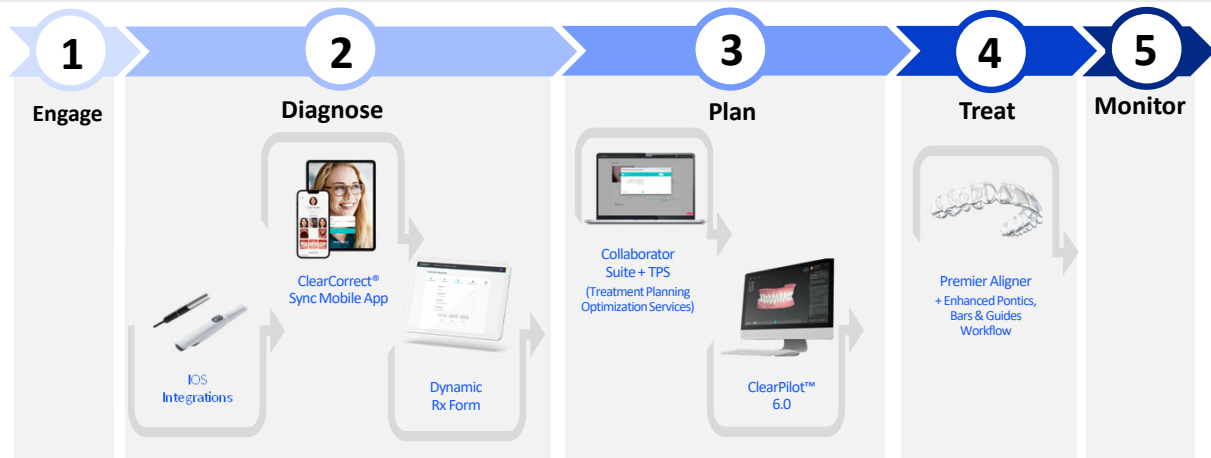 1
2
3
4
5
Engage
Diagnose
Plan
Treat
Monitor
IOS
Integrations
ClearCorrect®
Sync Mobile App
Dynamic
Rx Form
Collaborator
Suite + TPS
(Treatment Planning
Optimization Services)
ClearPilot™
6.0
Premier Aligner
+ Enhanced Pontics,
Bars & Guides
Workflow